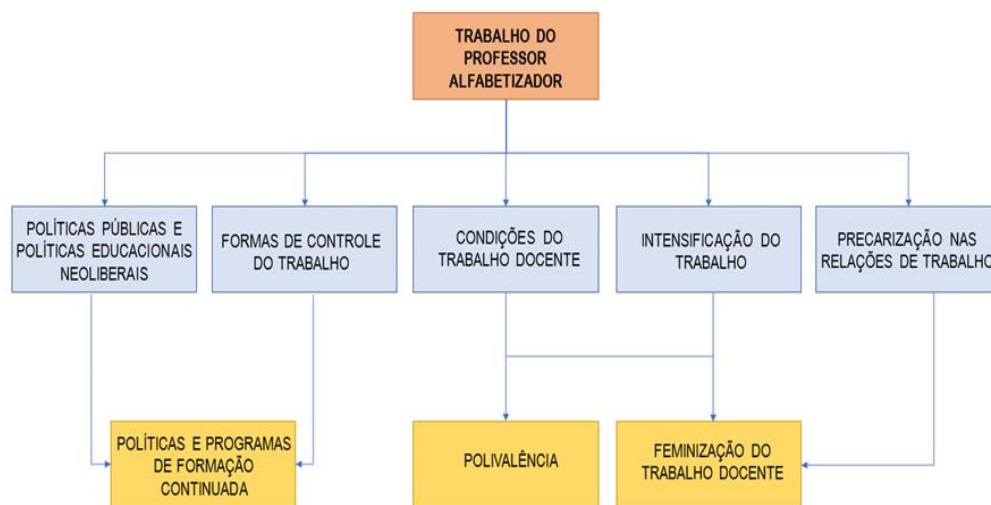 TRABALHO DO
PROFESSOR
ALFABETIZADOR
POLÍTICAS PÚBLICAS E
POLÍTICAS EDUCACIONAIS
NEOLIBERAIS
FORMAS DE CONTROLE
DO TRABALHO
CONDIÇÕES DO
TRABALHO DOCENTE
INTENSIFICAÇÃO DO
TRABALHO
PRECARIZAÇÃO NAS
RELAÇÕES DE TRABALHO
POLÍTICAS E PROGRAMAS
DE FORMAÇÃO
CONTINUADA
POLIVALÊNCIA
FEMINIZAÇÃO DO
TRABALHO DOCENTE